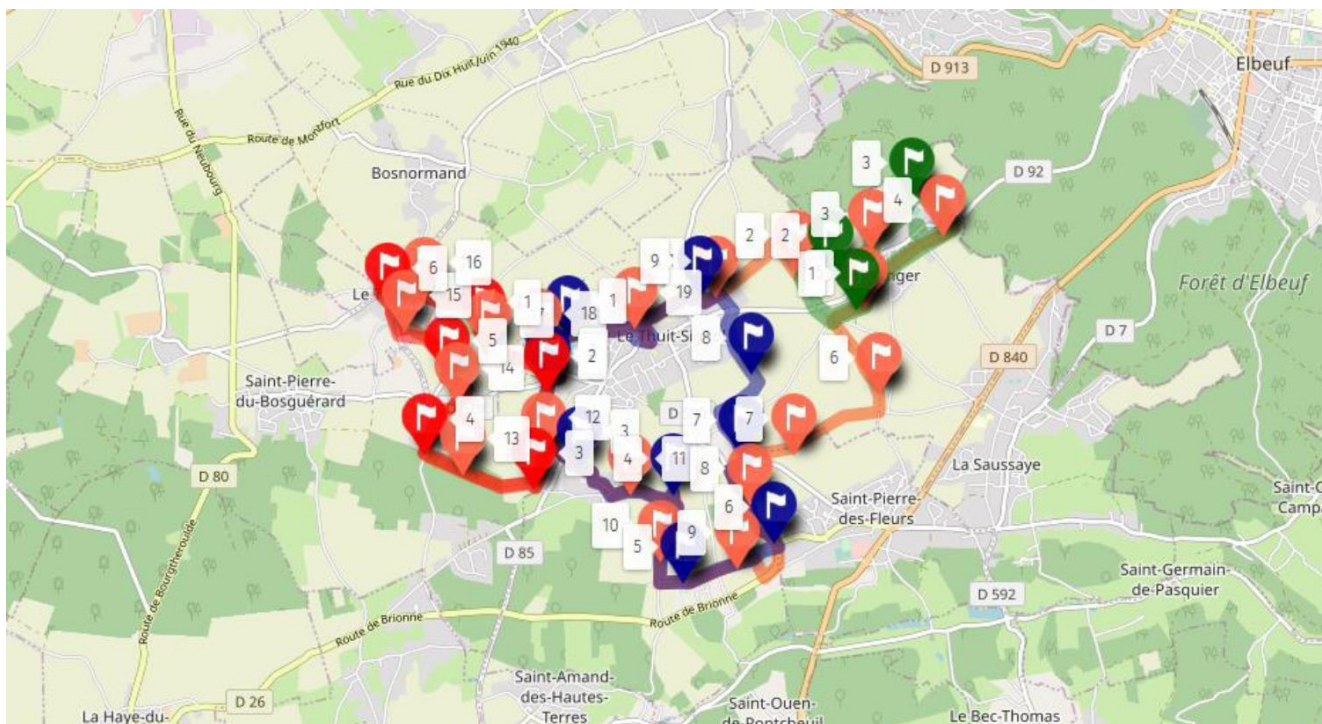 Elbeuf
D 913
Rue du Dix Huit Juin 1940
Rue du Neubourg
Route de Montfort
Bosnormand
3
D 92
4
3
2
2
9
16
6
1
Forêt d'Elbeuf
Le
15
19
1
1
18
Le Thuit-Si
8
D 7
5
2
14
6
D 840
Saint-Pierre-
du-Bosguérard
4
12
3
D
7
7
13
3
4
11
8
La Saussaye
D 80
Saint-Pierre-
des-Fleurs
6
10
9
5
D 85
D 592
Saint-Germain-
de-Pasquier
Route de Bourgtheroulde
Route de Brionne
Route de Brionne
Saint-Amand-
des-Hautes-
Terres
D 26
Saint-Ouen-
La Haye-du-
Le Bec-Thomas